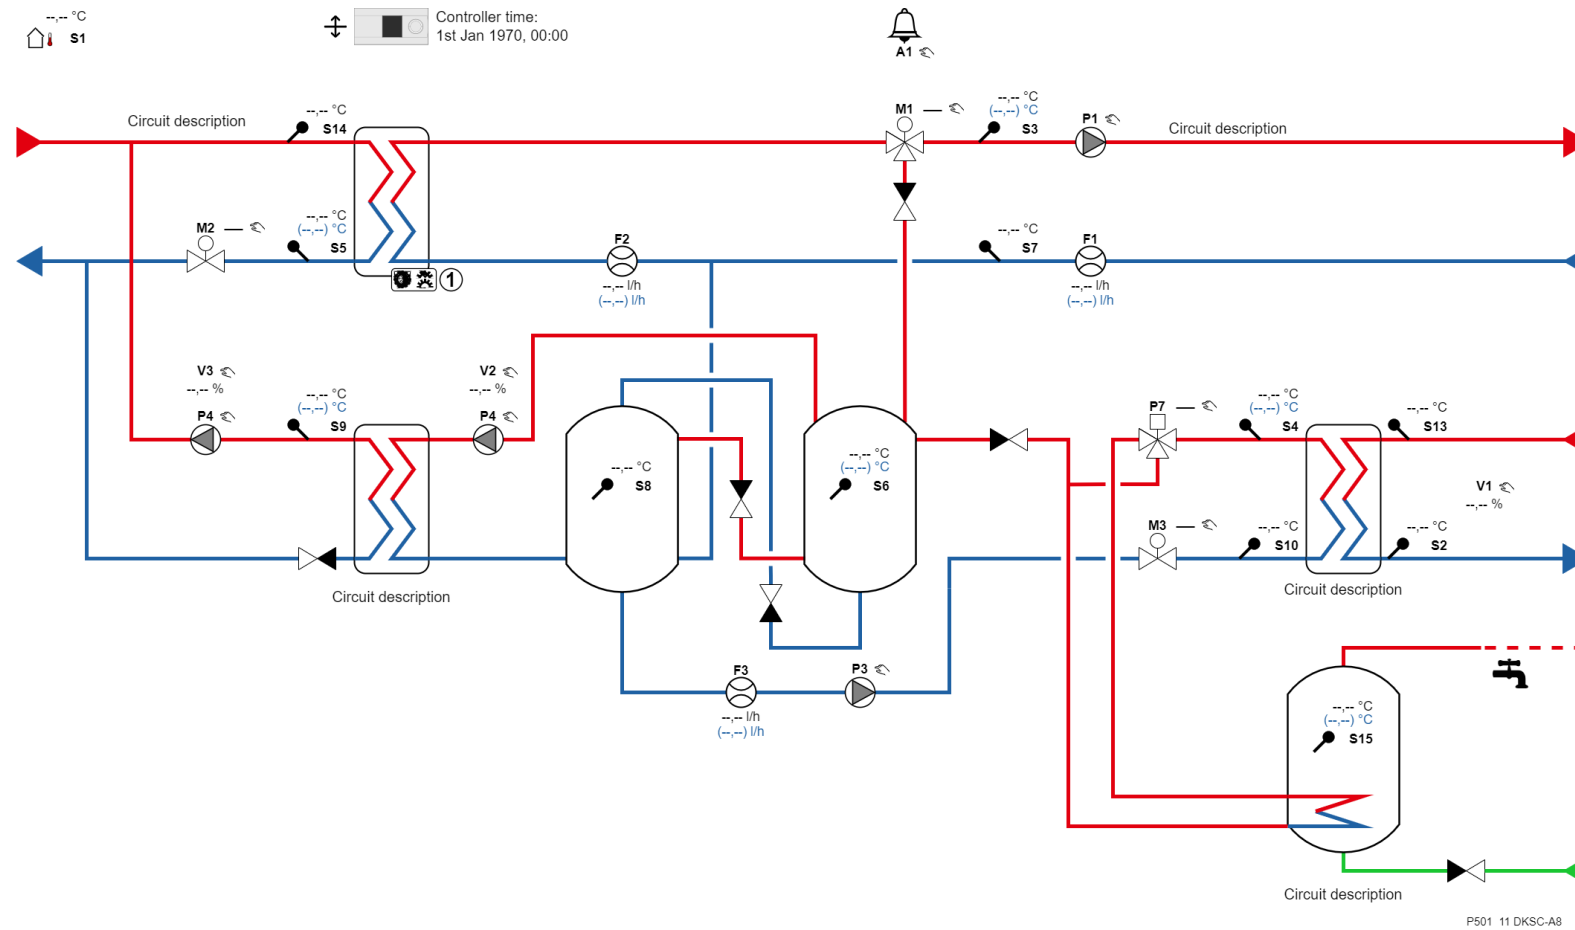 --,-- °C
S1
Controller time:
1st Jan 1970, 00:00
A1
Circuit description
--,-- °C
S14
M1
--,-- °C
(--,--) °C
S3
P1
Circuit description
M2
--,-- °C
(--,--) °C
S5
1
F2
--,-- l/h
(--,--) l/h
--,-- °C
S7
F1
--,-- l/h
(--,--) l/h
V3
--,-- %
P4
--,-- °C
(--,--) °C
S9
V2
--,-- %
P4
Circuit description
--,-- °C
S8
--,-- °C
(--,--) °C
S6
P7
--,-- °C
(--,--) °C
S4
--,-- °C
S13
V1
--,-- %
M3
--,-- °C
S10
--,-- °C
S2
Circuit description
F3
--,-- l/h
(--,--) l/h
P3
--,-- °C
(--,--) °C
S15
Circuit description
P501 11 DKSC-A8